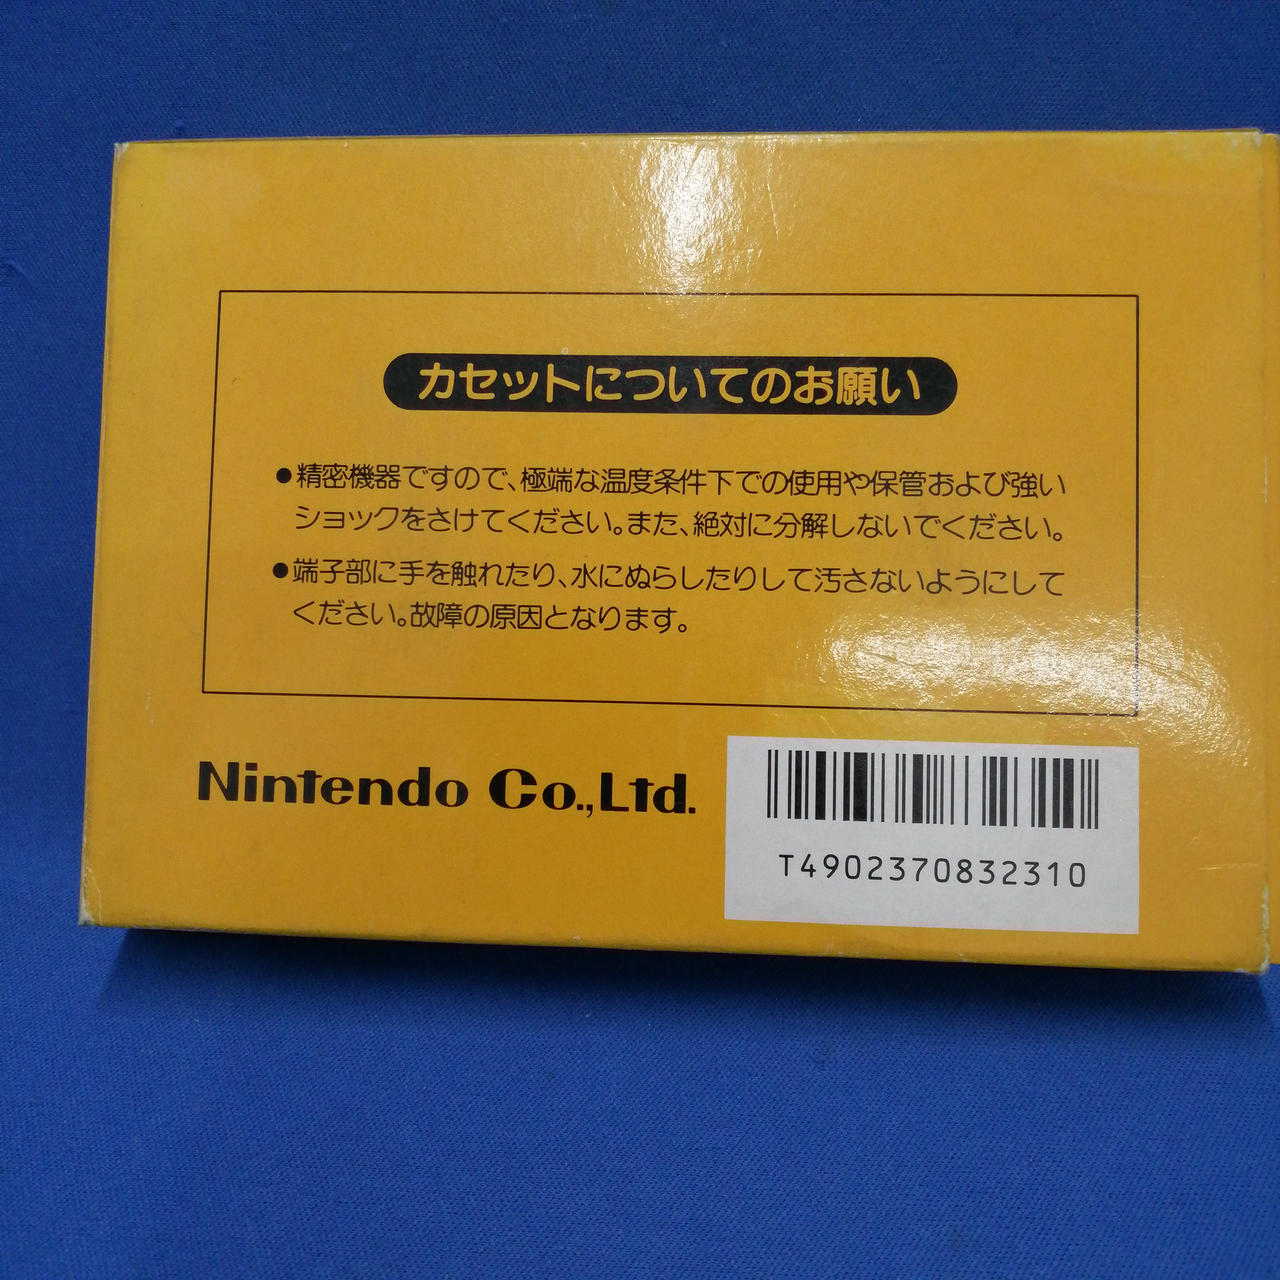 カセットについてのお願い
●精密機器ですので、極端な温度条件下での使用や保管および強い
ショックをさけてください。また、絶対に分解しないでください。
●端子部に手を触れたり、水にぬらしたりして汚さないようにして
ください。故障の原因となります。
Nintendo Co.,Ltd.
T4902370832310